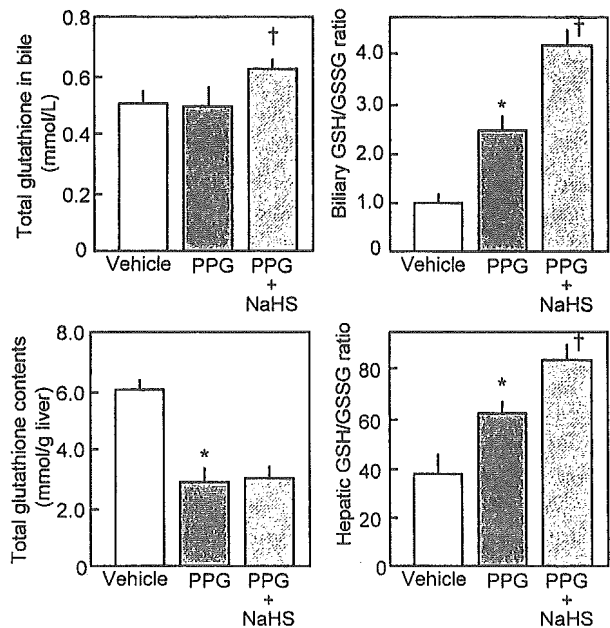 Total glutathione in bile
(mmol/L)
0.8
0.6
0.4
0.2
0
†
Vehicle
PPG
PPG
+
NaHS
Biliary GSH/GSSG ratio
4.0
3.0
2.0
1.0
0
*
†
Vehicle
PPG
PPG
+
NaHS
Total glutathione contents
(mmol/g liver)
8.0
6.0
4.0
2.0
0
*
Vehicle
PPG
PPG
+
NaHS
Hepatic GSH/GSSG ratio
80
60
40
20
0
*
†
Vehicle
PPG
PPG
+
NaHS